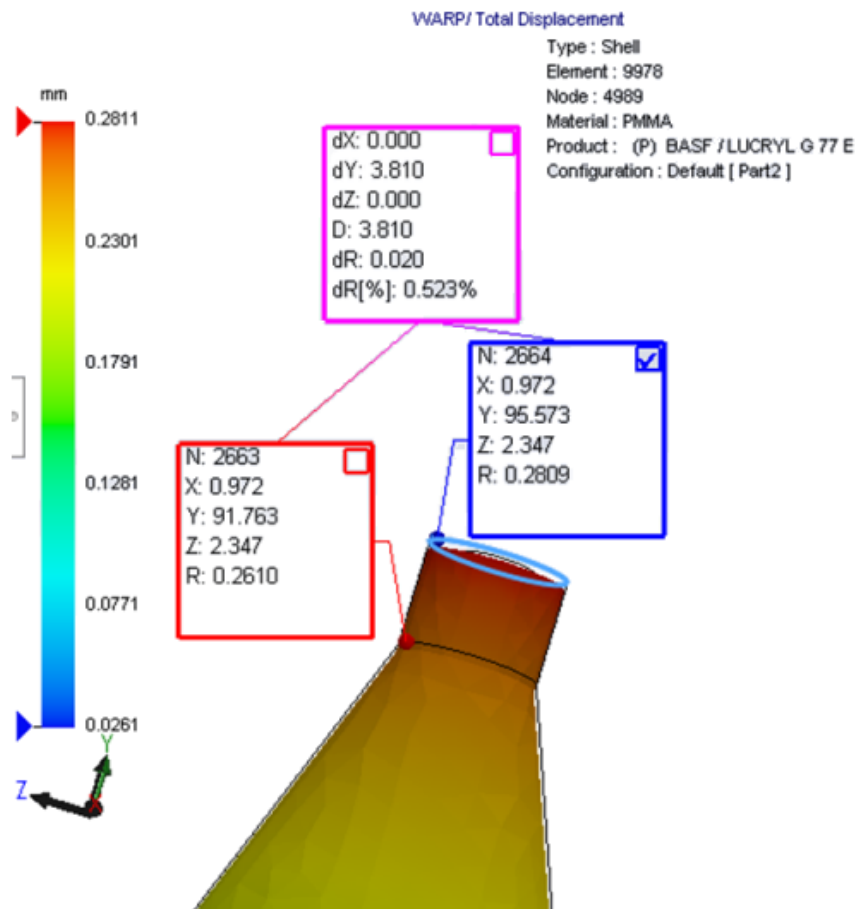 WARP/ Total Displacement
Type : Shell
Element : 9978
Node : 4989
Material : PMMA
Product : (P) BASF / LUCRYL G 77 E
Configuration : Default [ Part2 ]
mm
0.2811
0.2301
0.1791
0.1281
0.0771
0.0261
dX: 0.000
dY: 3.810
dZ: 0.000
D: 3.810
dR: 0.020
dR[%]: 0.523%
N: 2664
X: 0.972
Y: 95.573
Z: 2.347
R: 0.2809
N: 2663
X: 0.972
Y: 91.763
Z: 2.347
R: 0.2610
Y
Z